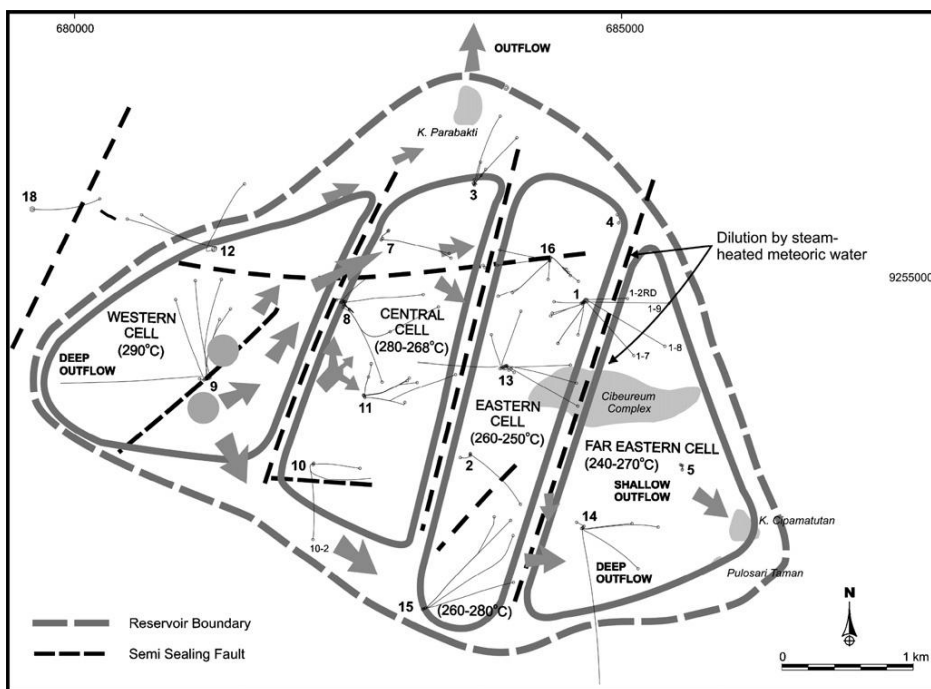 680000
685000
OUTFLOW
K. Parabakti
18
3
12
4
7
16
Dilution by steam-
heated meteoric water
9255000
1
1-2RD
1-9
WESTERN
CELL
(290°C)
8
CENTRAL
CELL
(280-268°C)
1-7
1-8
DEEP
OUTFLOW
9
13
11
Cibeureum
Complex
EASTERN
CELL
(260-250°C)
FAR EASTERN CELL
(240-270°C)
10
2
5
SHALLOW
OUTFLOW
14
K. Cipamatutan
10-2
DEEP
OUTFLOW
Pulosari Taman
15
(260-280°C)
N
Reservoir Boundary
Semi Sealing Fault
0
1 km